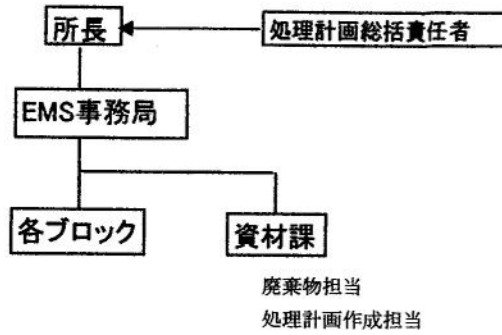 所長
処理計画総括責任者
EMS事務局
各ブロック
資材課
廃棄物担当
処理計画作成担当